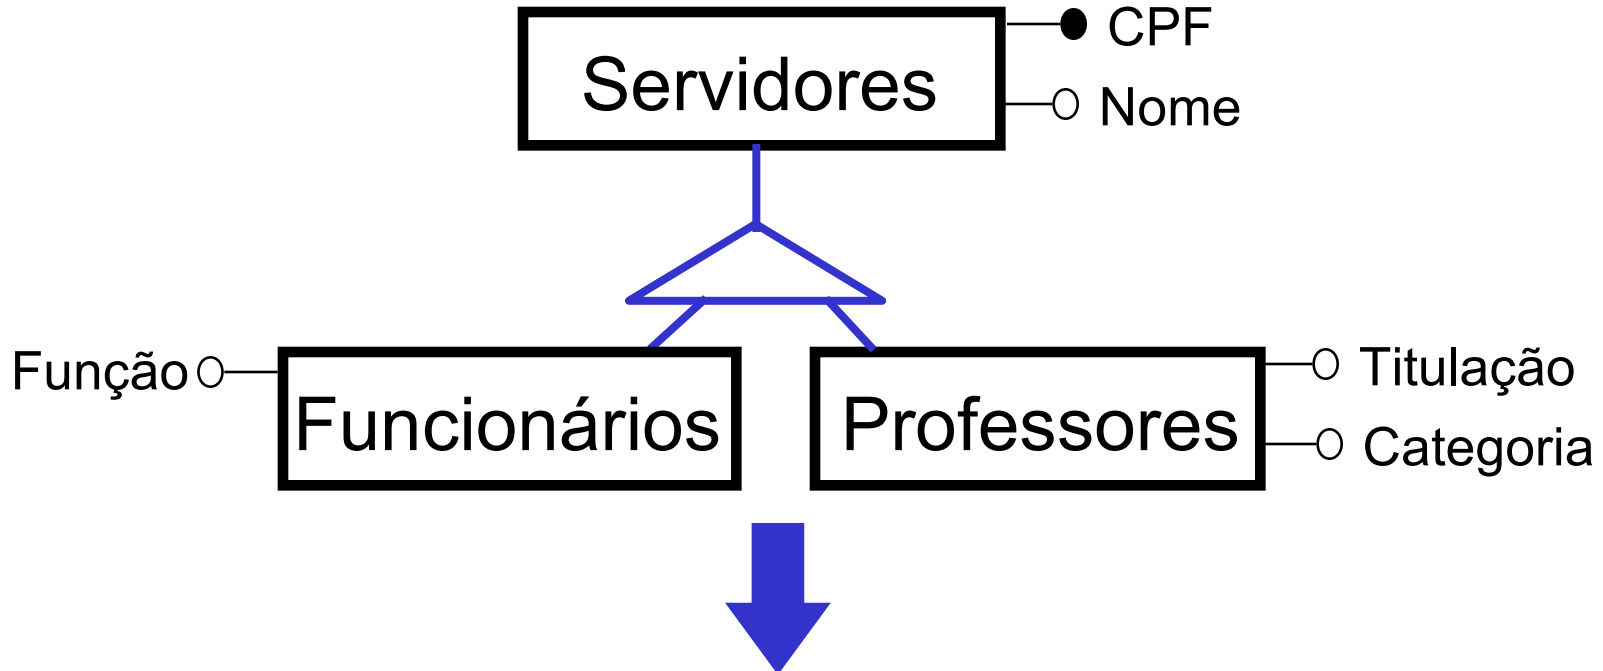 Servidores
CPF
Nome
Função
Funcionários
Professores
Titulação
Categoria